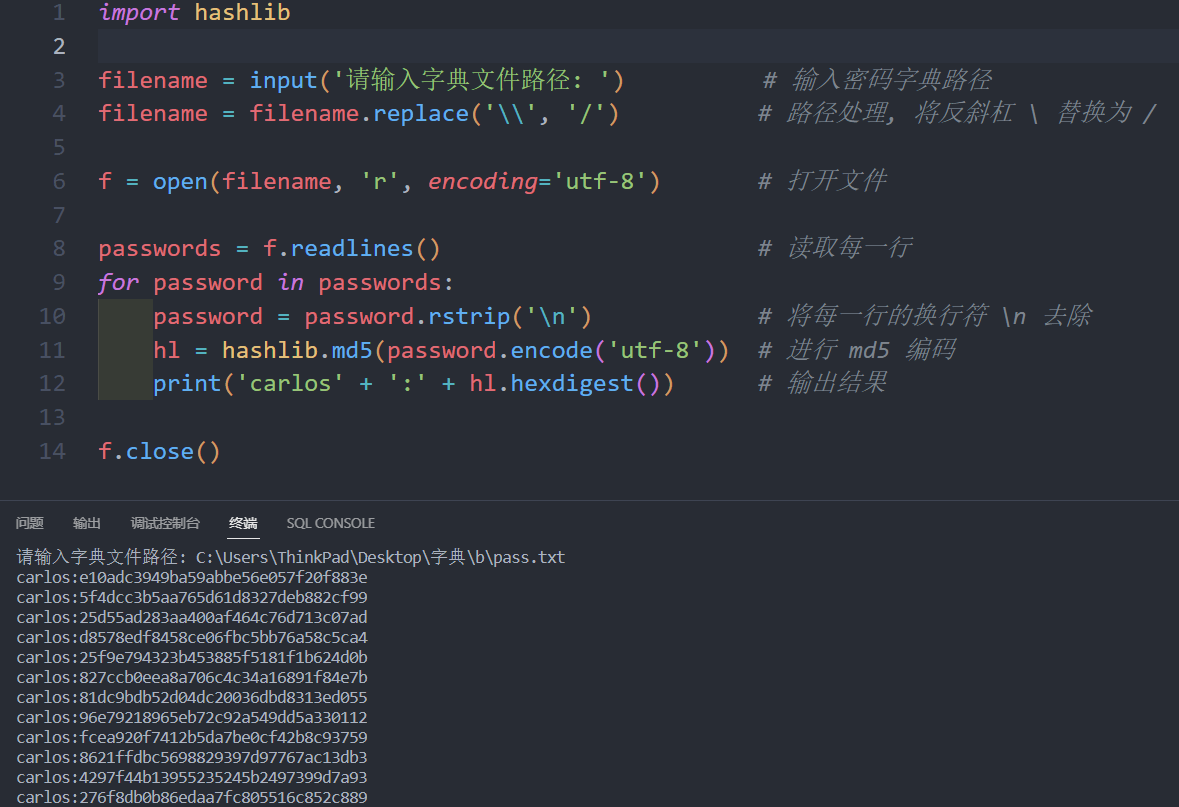 1 import hashlib
2
3 filename = input('请输入字典文件路径: ') # 输入密码字典路径
4 filename = filename.replace('\\', '/') # 路径处理, 将反斜杠 \ 替换为 /
5
6 f = open(filename, 'r', encoding='utf-8') # 打开文件
7
8 passwords = f.readlines() # 读取每一行
9 for password in passwords:
10 password = password.rstrip('\n') # 将每一行的换行符 \n 去除
11 hl = hashlib.md5(password.encode('utf-8')) # 进行 md5 编码
12 print('carlos' + ':' + hl.hexdigest()) # 输出结果
13
14 f.close()
问题 输出 调试控制台 终端 SQL CONSOLE
请输入字典文件路径: C:\Users\ThinkPad\Desktop\字典\b\pass.txt
carlos:e10adc3949ba59abbe56e057f20f883e
carlos:5f4dcc3b5aa765d61d8327deb882cf99
carlos:25d55ad283aa400af464c76d713c07ad
carlos:d8578edf8458ce06fbc5bb76a58c5ca4
carlos:25f9e794323b453885f5181f1b624d0b
carlos:827ccb0eea8a706c4c34a16891f84e7b
carlos:81dc9bdb52d04dc20036dbd8313ed055
carlos:96e79218965eb72c92a549dd5a330112
carlos:fcea920f7412b5da7be0cf42b8c93759
carlos:8621ffdbc5698829397d97767ac13db3
carlos:4297f44b13955235245b2497399d7a93
carlos:276f8db0b86edaa7fc805516c852c889